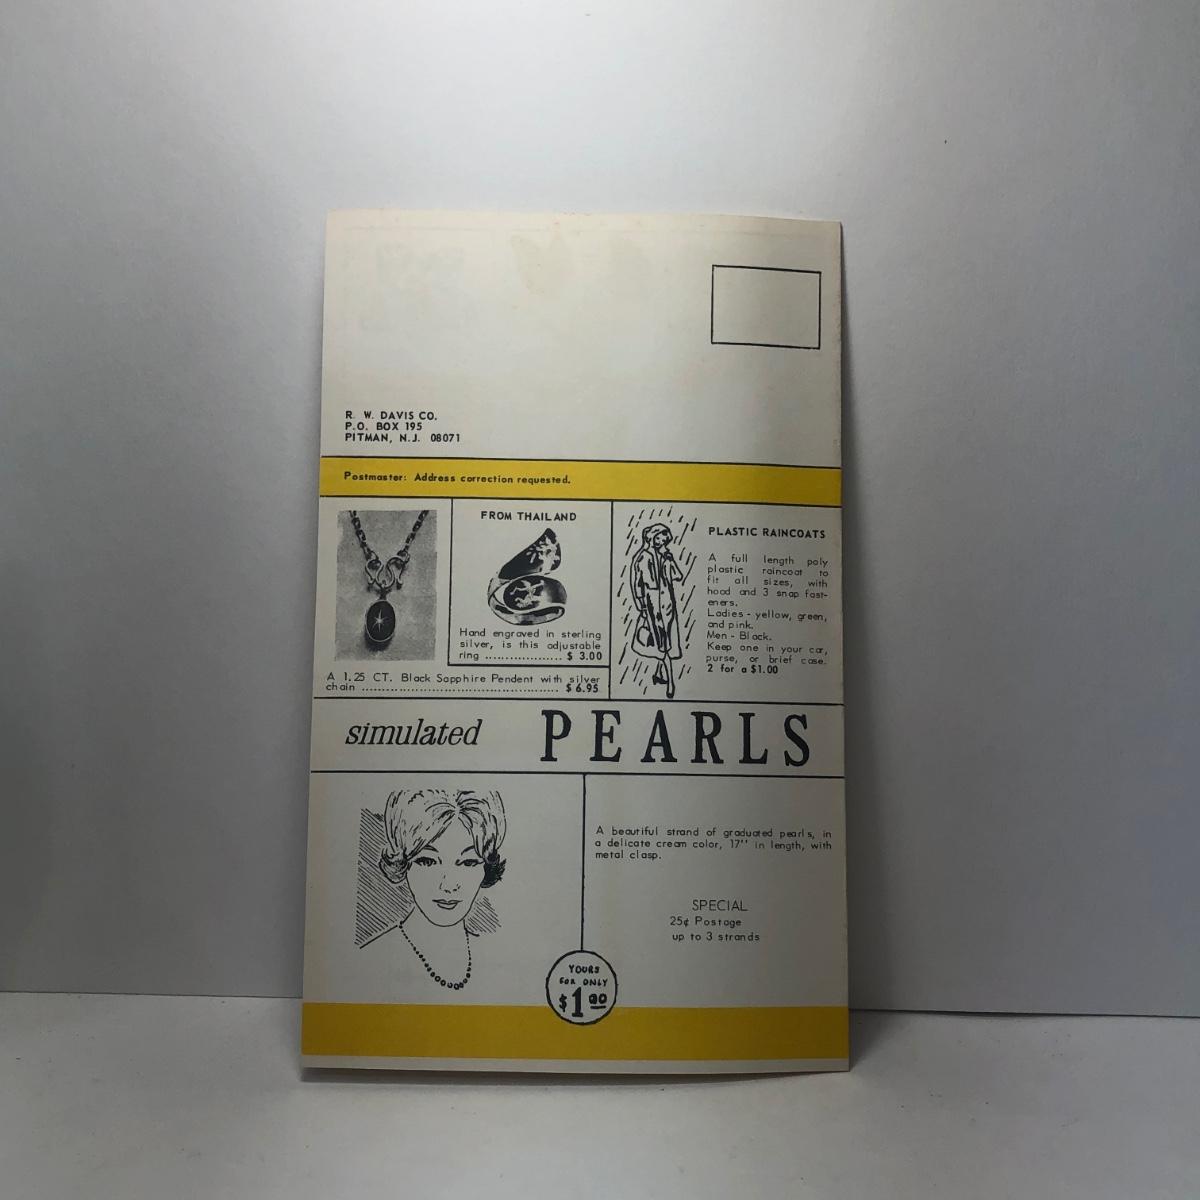 R. W. DAVIS CO.
P.O. BOX 195
PITMAN, N.J. 08071
Postmaster: Address correction requested.
FROM THAILAND
Hand engraved in sterling
silver, is this adjustable
ring .................... $ 3.00
A 1.25 CT. Black Sapphire Pendent with silver
chain .................................................. $ 6.95
PLASTIC RAINCOATS
A full length poly
plastic raincoat to
fit all sizes, with
hood and 3 snap fast-
eners.
Ladies - yellow, green,
and pink.
Men - Black.
Keep one in your car,
purse, or brief case.
2 for a $1.00
simulated PEARLS
A beautiful strand of graduated pearls, in
a delicate cream color, 17'' in length, with
metal clasp.
SPECIAL
25¢ Postage
up to 3 strands
YOURS
FOR ONLY
$1.00